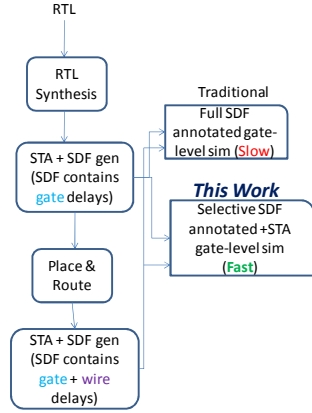 RTL
RTL
Synthesis
STA + SDF gen
(SDF contains
gate delays)
Place &
Route
STA + SDF gen
(SDF contains
gate + wire
delays)
Traditional
Full SDF
annotated gate-
level sim (Slow)
This Work
Selective SDF
annotated +STA
gate-level sim
(Fast)